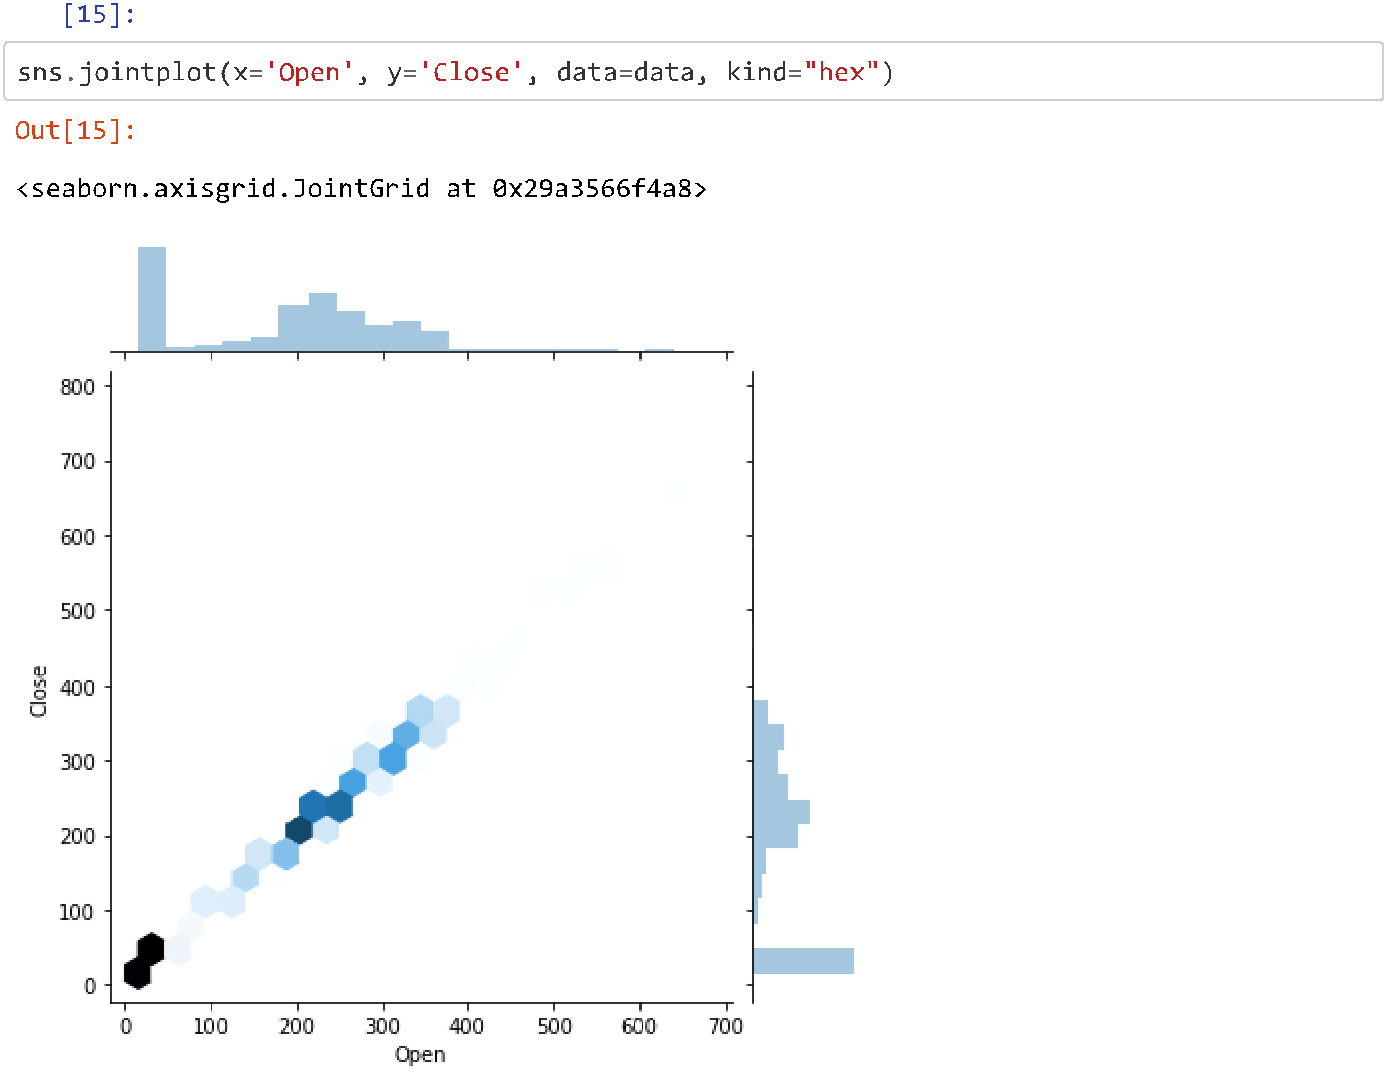 [15]:
sns.jointplot(x='Open', y='Close', data=data, kind="hex")
Out[15]:
<seaborn.axisgrid.JointGrid at 0x29a3566f4a8>
800
700
600
500
400
300
200
100
0
Close
0 100 200 300 400 500 600 700
Open